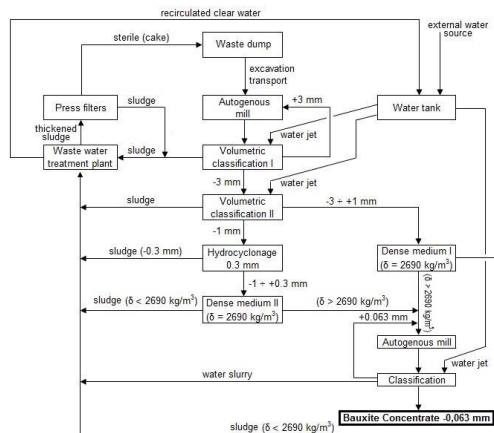 recirculated clear water
external water
source
sterile (cake)
Waste dump
excavation
transport
+3 mm
Press filters
sludge
Autogenous
mill
Water tank
thickened
sludge
water jet
Waste water
treatment plant
sludge
Volumetric
classification I
-3 mm
water jet
sludge
Volumetric
classification II
-3 ÷ +1 mm
-1 mm
sludge (-0.3 mm)
Hydrocyclonage
0.3 mm
Dense medium I
(δ = 2690 kg/m³)
-1 ÷ +0.3 mm
(δ > 2690 kg/m³)
sludge (δ < 2690 kg/m³)
Dense medium II
(δ = 2690 kg/m³)
(δ > 2690 kg/m³)
+0.063 mm
Autogenous mill
water jet
water slurry
Classification
Bauxite Concentrate -0,063 mm
sludge (δ < 2690 kg/m³)